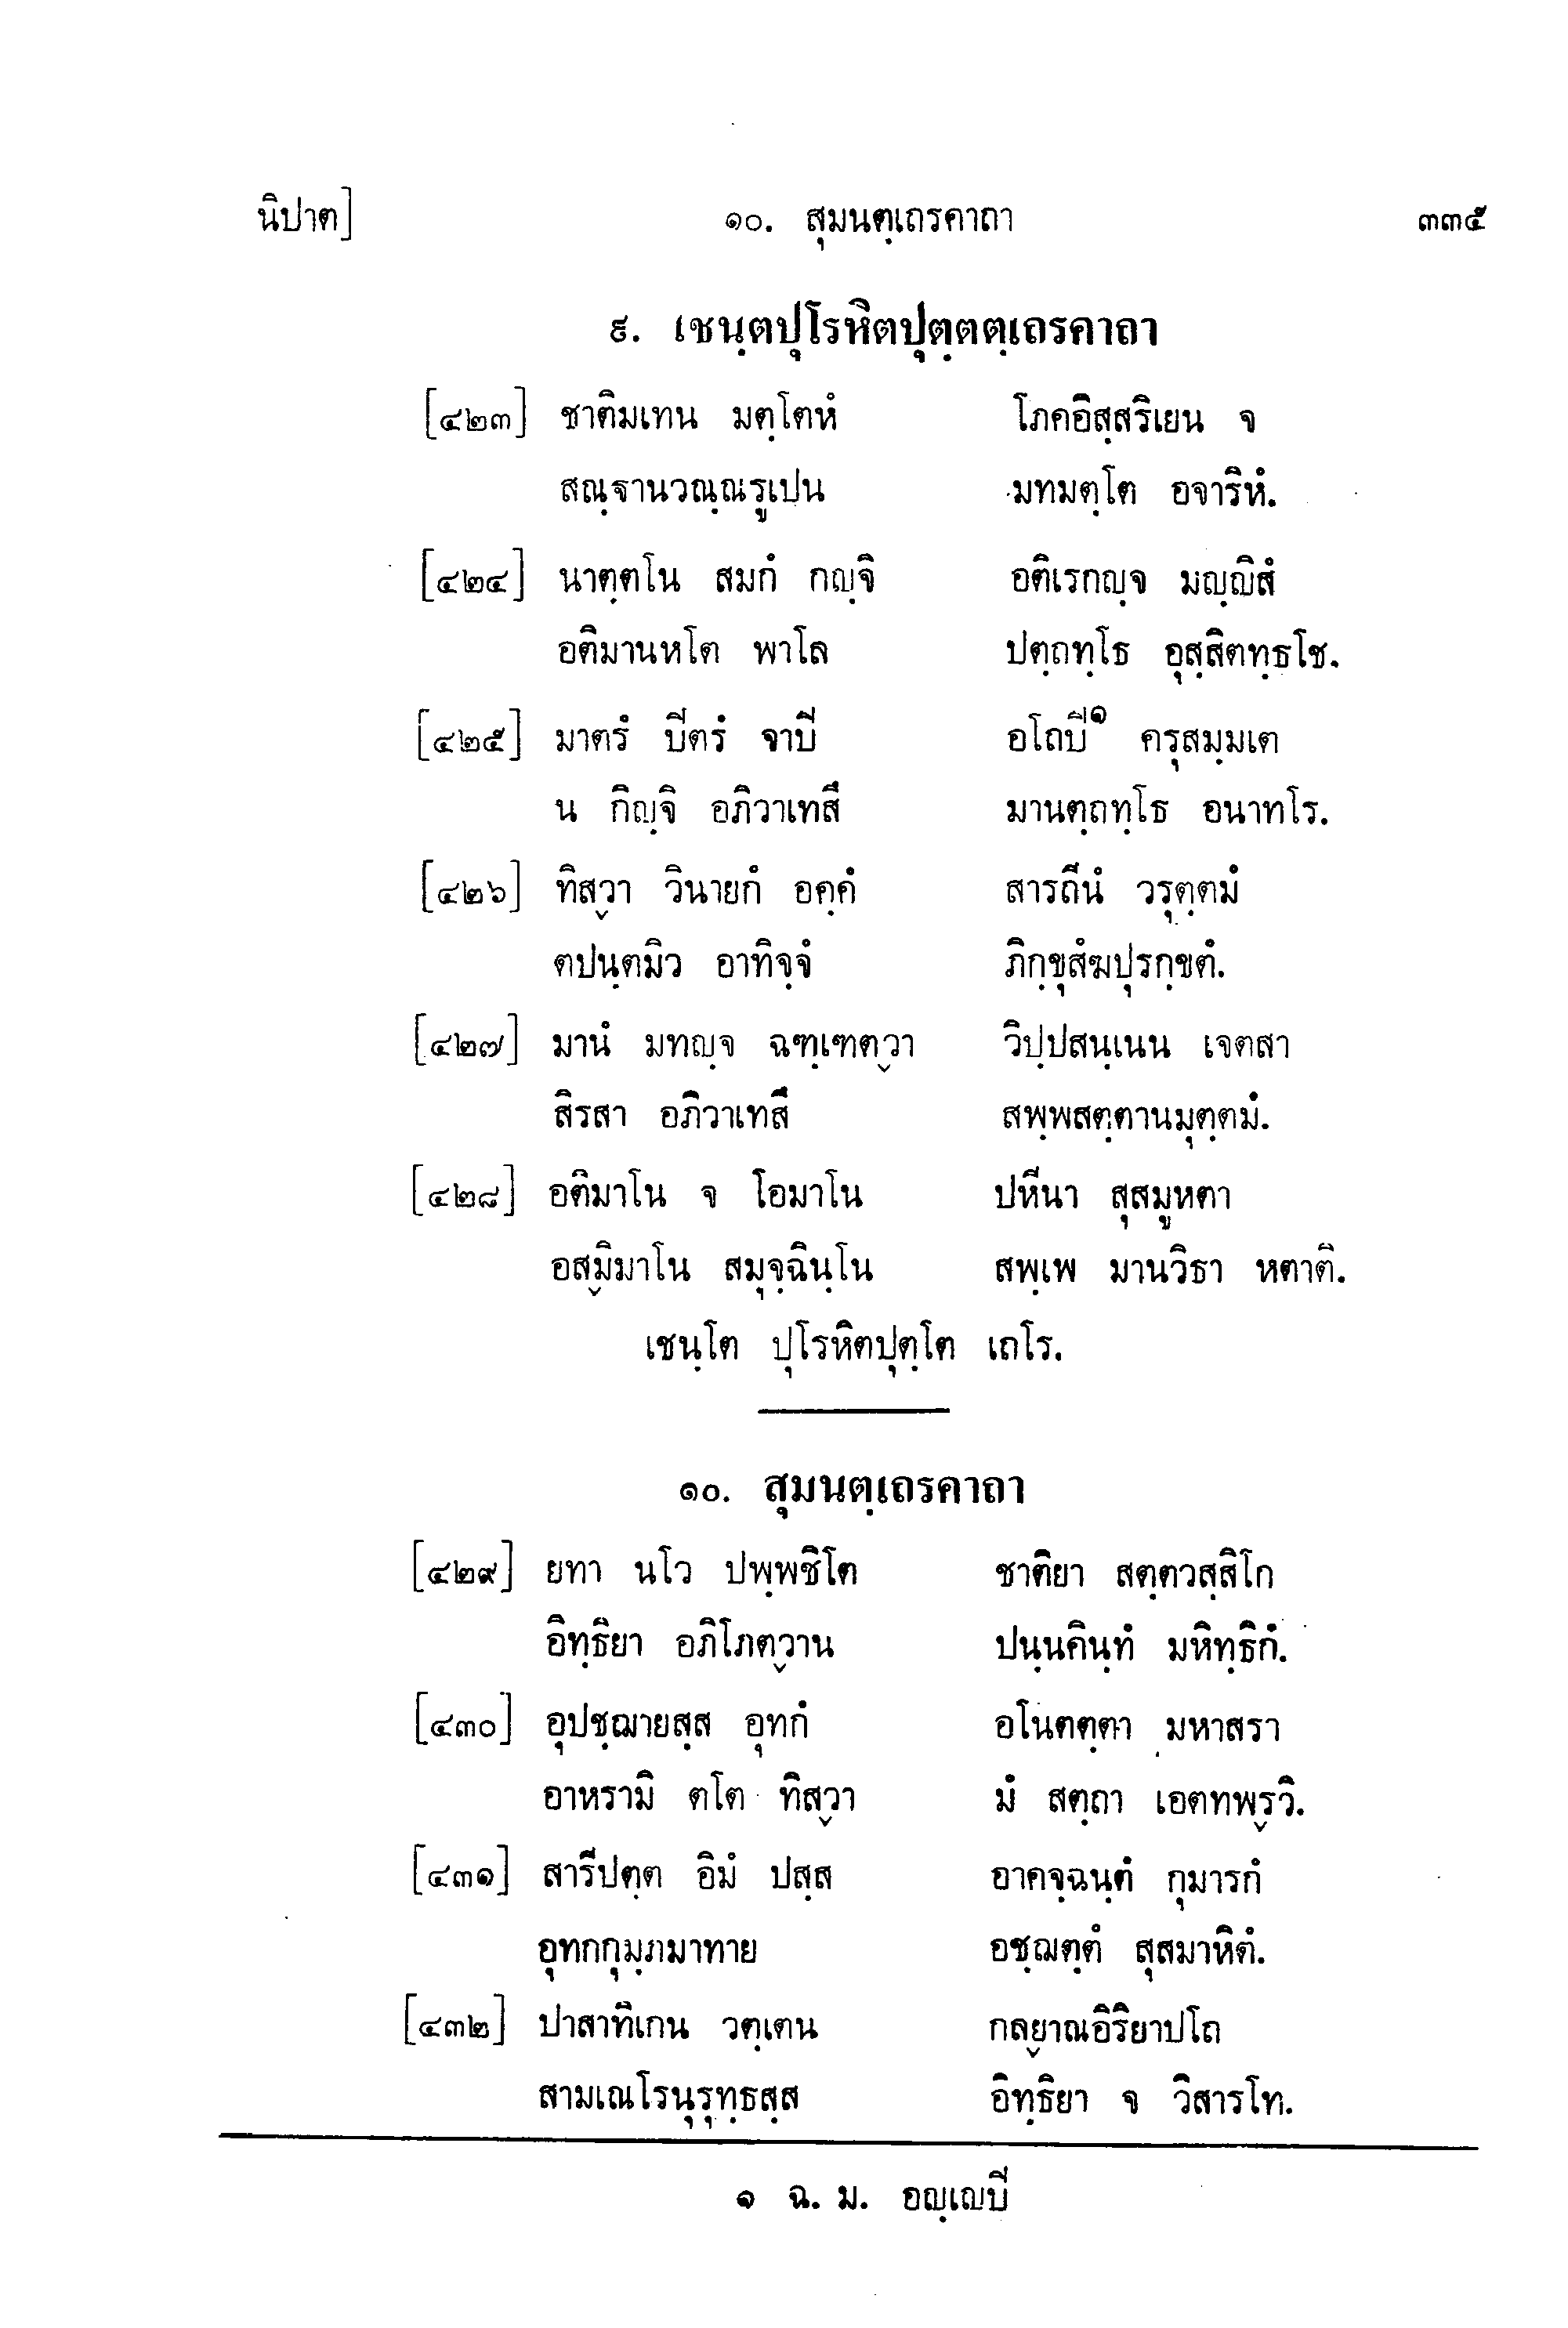 นิปาต] ๑๐. สุมนตฺเถรคาถา ๓๓๕
๙. เชนฺตปุโรหิตปุตฺตตฺเถรคาถา
[๔๒๓] ชาติมเทน มตฺโตหํ โภคอิสฺสริเยน จ
สณฺฐานวณฺณรูเปน มทมตฺโต อจาริหํ.
[๔๒๔] นาตฺตโน สมกํ กญฺจิ อติเรกญฺจ มญฺญิสํ
อติมานหโต พาโล ปตฺถทฺโธ อุสฺสิตทฺธโช.
[๔๒๕] มาตรํ ปิตรํ จาปิ อโถปิ๑ ครุสมฺมเต
น กิญฺจิ อภิวาเทสึ มานตฺถทฺโธ อนาทโร.
[๔๒๖] ทิสฺวา วินายกํ อคฺคํ สารถีนํ วรุตฺตมํ
ตปนฺตมิว อาทิจฺจํ ภิกฺขุสํฆปุรกฺขตํ.
[๔๒๗] มานํ มทญฺจ ฉฑฺเฑตฺวา วิปฺปสนฺเนน เจตสา
สิรสา อภิวาเทสึ สพฺพสตฺตานมุตฺตมํ.
[๔๒๘] อติมาโน จ โอมาโน ปหีนา สุสมูหตา
อสฺมิมาโน สมุจฺฉินฺโน สพฺเพ มานวิธา หตาติ.
เชนฺโต ปุโรหิตปุตฺโต เถโร.
๑๐. สุมนตฺเถรคาถา
[๔๒๙] ยทา นโว ปพฺพชิโต ชาติยา สตฺตวสฺสิโก
อิทฺธิยา อภิโภตฺวาน ปนฺนคินฺทํ มหิทฺธิกํ.
[๔๓๐] อุปชฺฌายสฺส อุทกํ อโนตตฺตา มหาสรา
อาหรามิ ตโต ทิสฺวา มํ สตฺถา เอตทพฺรูวิ.
[๔๓๑] สารีปุตฺต อิมํ ปสฺส อาคจฺฉนฺตํ กุมารกํ
อุทกกุมฺภมาทาย อชฺฌตฺตํ สุสมาหิตํ.
[๔๓๒] ปาสาทิเกน วตฺเตน กลฺยาณอิริยาปโถ
สามเณโรนุรุทฺธสฺส อิทฺธิยา จ วิสารโท.
๑ ฉ. ม. อญฺเญปิ